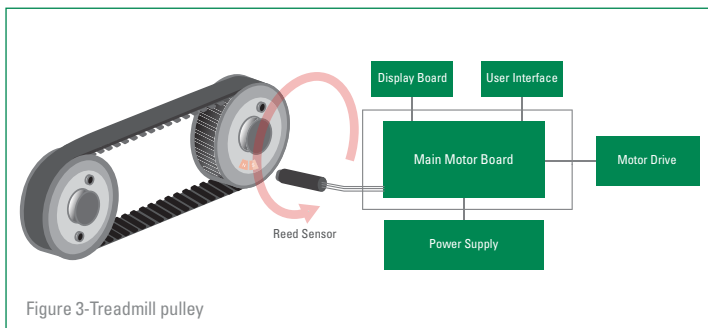 Display Board
User Interface
Main Motor Board
Motor Drive
Reed Sensor
Power Supply
Figure 3-Treadmill pulley